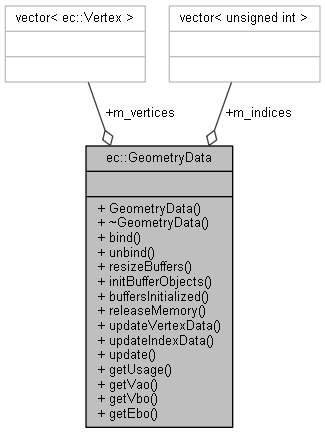 vector< ec::Vertex >
vector< unsigned int >
+m_vertices
+m_indices
ec::GeometryData
+ GeometryData()
+ ~GeometryData()
+ bind()
+ unbind()
+ resizeBuffers()
+ initBufferObjects()
+ buffersInitialized()
+ releaseMemory()
+ updateVertexData()
+ updateIndexData()
+ update()
+ getUsage()
+ getVao()
+ getVbo()
+ getEbo()